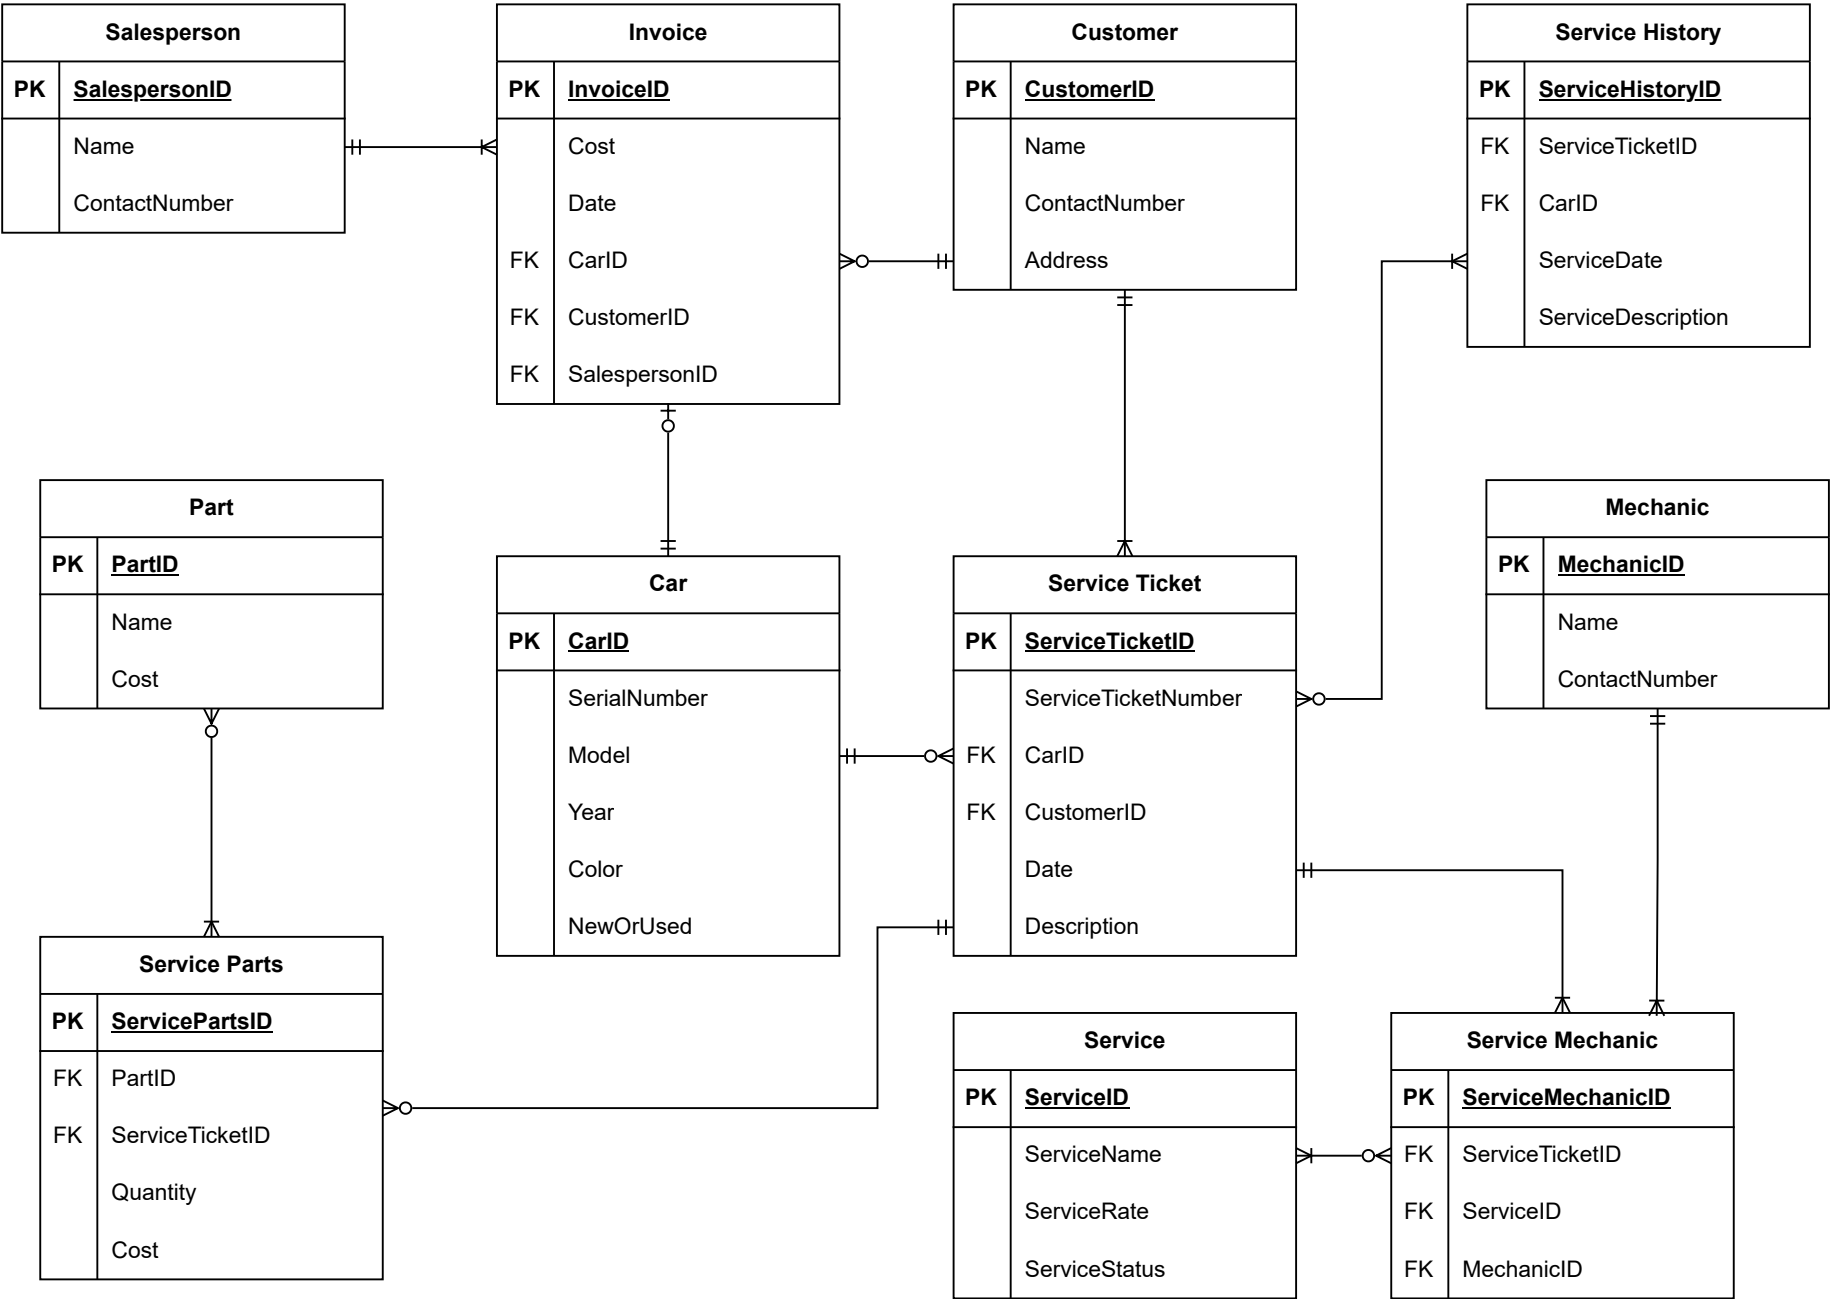 Salesperson
PK SalespersonID
Name
ContactNumber
Invoice
PK InvoiceID
Cost
Date
FK CarID
FK CustomerID
FK SalespersonID
Customer
PK CustomerID
Name
ContactNumber
Address
Service History
PK ServiceHistoryID
FK ServiceTicketID
FK CarID
ServiceDate
ServiceDescription
Part
PK PartID
Name
Cost
Car
PK CarID
SerialNumber
Model
Year
Color
NewOrUsed
Service Ticket
PK ServiceTicketID
ServiceTicketNumber
FK CarID
FK CustomerID
Date
Description
Mechanic
PK MechanicID
Name
ContactNumber
Service Parts
PK ServicePartsID
FK PartID
FK ServiceTicketID
Quantity
Cost
Service
PK ServiceID
ServiceName
ServiceRate
ServiceStatus
Service Mechanic
PK ServiceMechanicID
FK ServiceTicketID
FK ServiceID
FK MechanicID